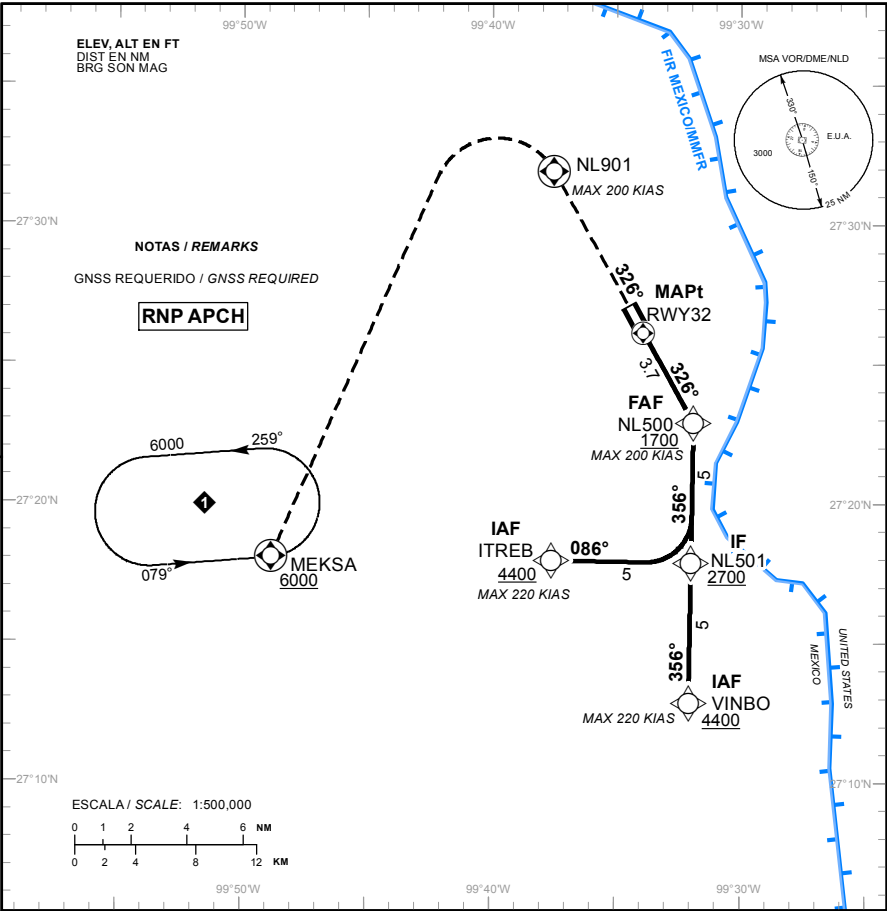 99°50'W
99°40'W
99°30'W
ELEV, ALT EN FT
DIST EN NM
BRG SON MAG
FIR MEXICO/MMFR
MSA VOR/DME/NLD
330°
E.U.A.
3000
150°
25 NM
NL901
MAX 200 KIAS
27°30'N
27°30'N
NOTAS / REMARKS
GNSS REQUERIDO / GNSS REQUIRED
RNP APCH
326°
MAPt
RWY32
3.7
326°
FAF
NL500
1700
MAX 200 KIAS
6000
259°
1
079°
MEKSA
6000
5
356°
27°20'N
27°20'N
IAF
ITREB
4400
MAX 220 KIAS
086°
5
IF
NL501
2700
5
356°
IAF
VINBO
4400
MAX 220 KIAS
UNITED STATES
MEXICO
27°10'N
27°10'N
ESCALA / SCALE: 1:500,000
0 1 2 4 6 NM
0 2 4 8 12 KM
99°50'W
99°40'W
99°30'W